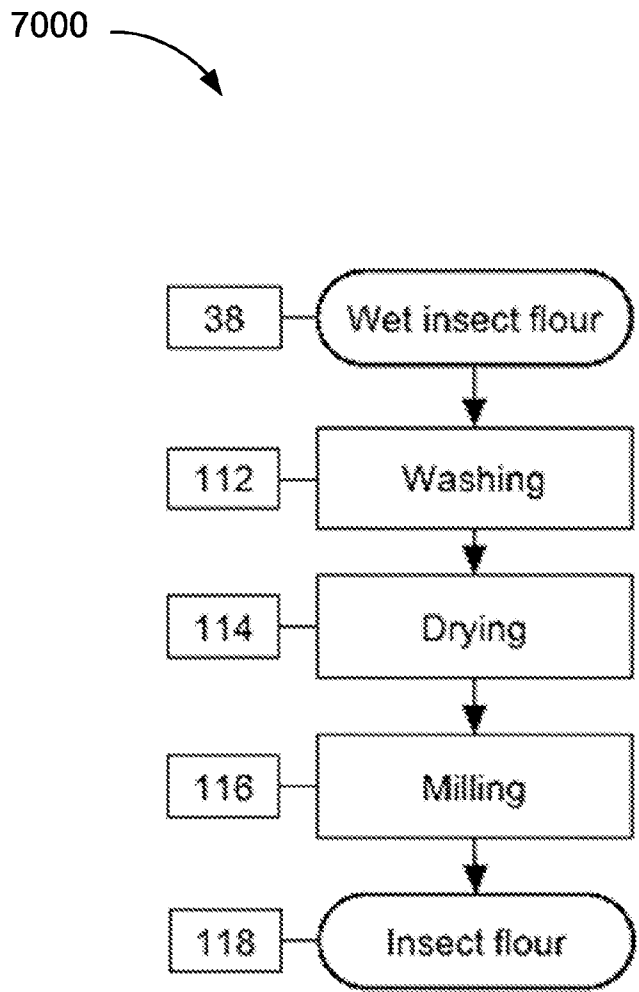 7000
38
Wet insect flour
112
Washing
114
Drying
116
Milling
118
Insect flour